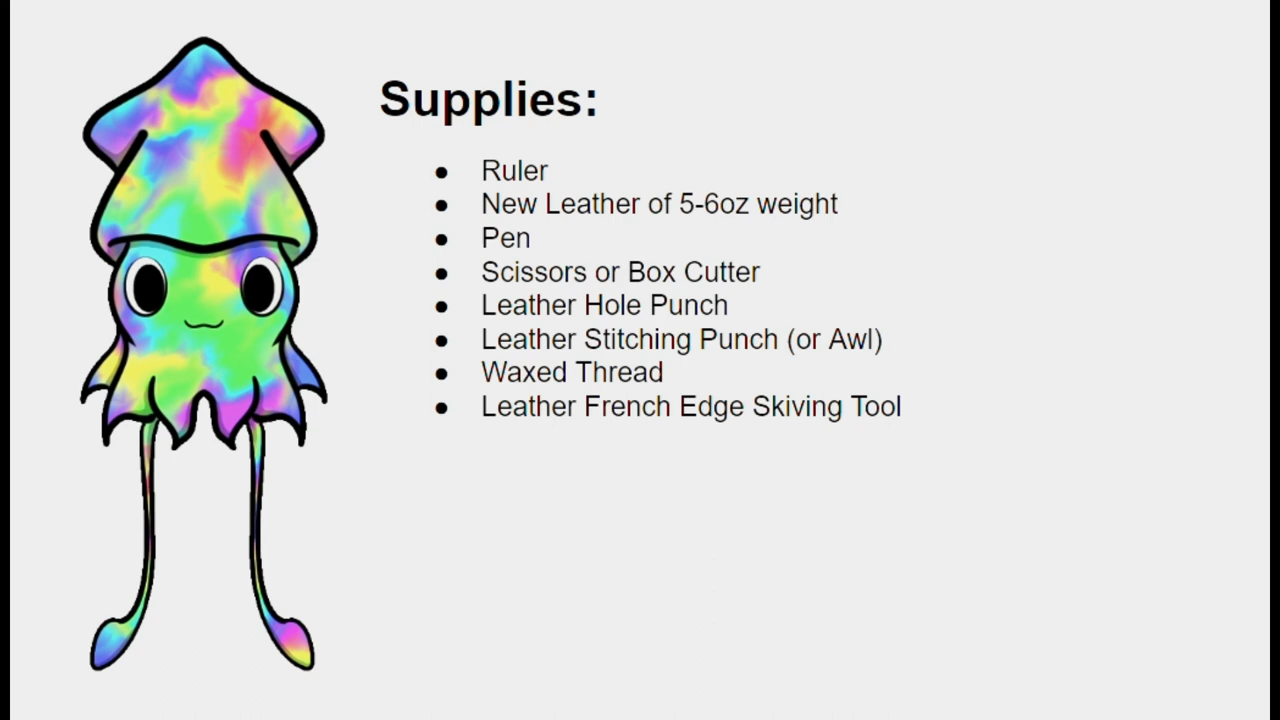 Supplies:
● Ruler
● New Leather of 5-6oz weight
● Pen
● Scissors or Box Cutter
● Leather Hole Punch
● Leather Stitching Punch (or Awl)
● Waxed Thread
● Leather French Edge Skiving Tool